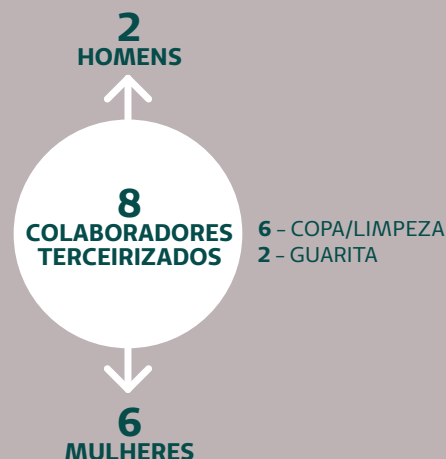 2
HOMENS
8
COLABORADORES
TERCEIRIZADOS
6 – COPA/LIMPEZA
2 – GUARITA
6
MULHERES